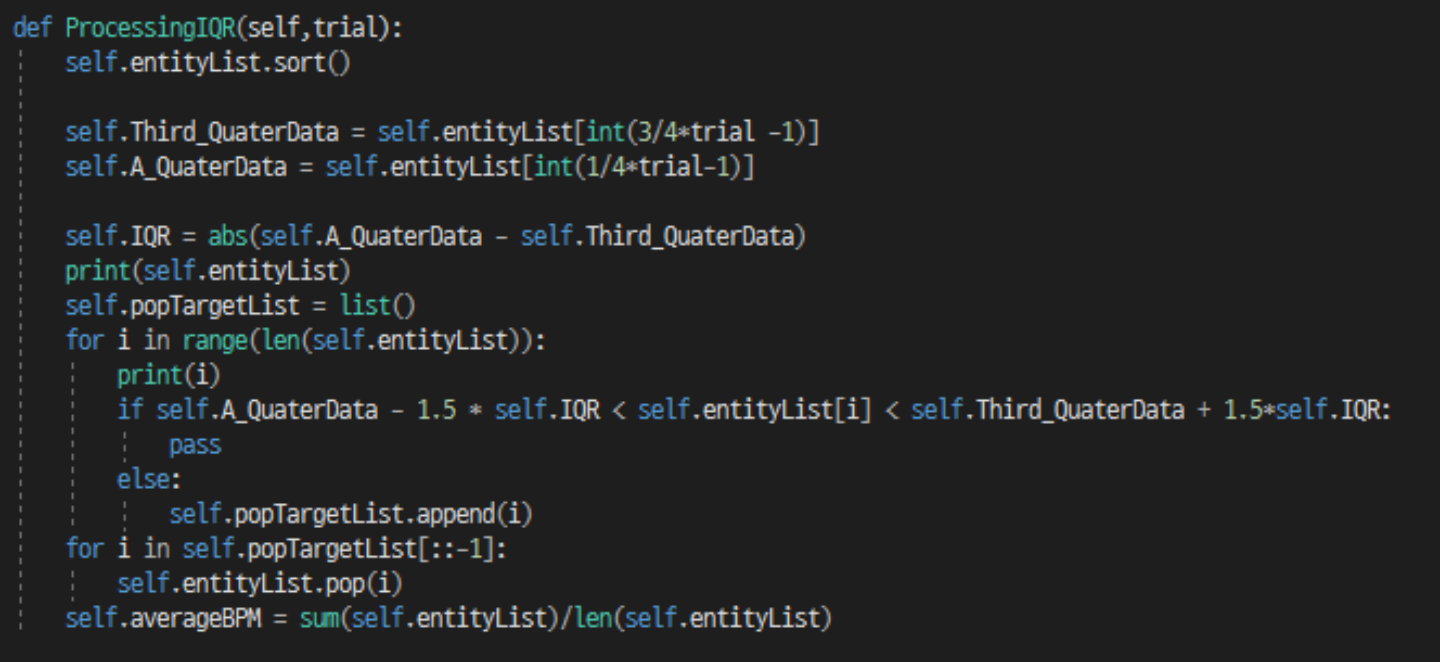 def ProcessingIQR(self,trial):
    self.entityList.sort()

    self.Third_QuaterData = self.entityList[int(3/4*trial -1)]
    self.A_QuaterData = self.entityList[int(1/4*trial-1)]

    self.IQR = abs(self.A_QuaterData - self.Third_QuaterData)
    print(self.entityList)
    self.popTargetList = list()
    for i in range(len(self.entityList)):
        print(i)
        if self.A_QuaterData - 1.5 * self.IQR < self.entityList[i] < self.Third_QuaterData + 1.5*self.IQR:
            pass
        else:
            self.popTargetList.append(i)
    for i in self.popTargetList[::-1]:
        self.entityList.pop(i)
    self.averageBPM = sum(self.entityList)/len(self.entityList)